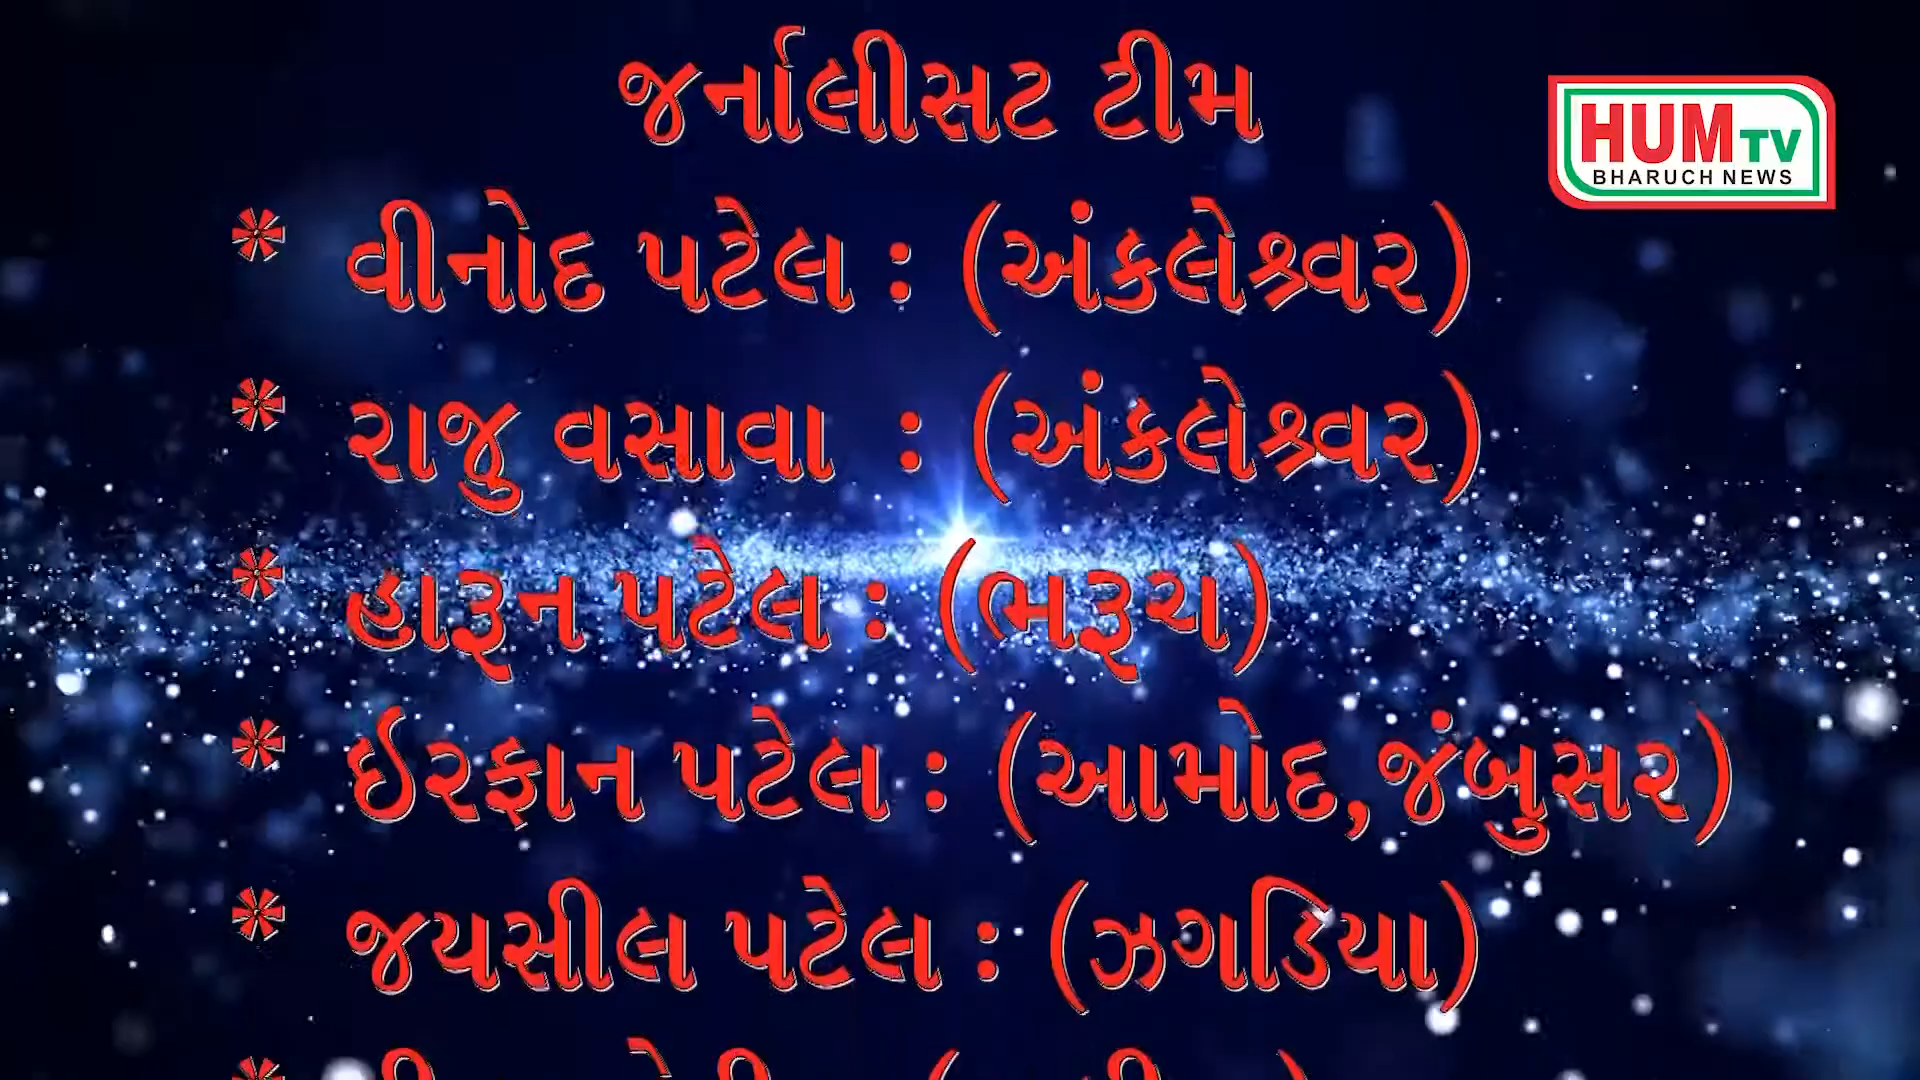 જર્નાલીસટ ટીમ
HUM TV
BHARUCH NEWS
* વીનોદ પટેલ : (અંકલેશ્વર)
* રાજુ વસાવા : (અંકલેશ્વર)
* હારૂન પટેલ : (ભરૂચ)
* ઈરફાન પટેલ : (આમોદ,જંબુસર)
* જયસીલ પટેલ : (ઝગડિયા)